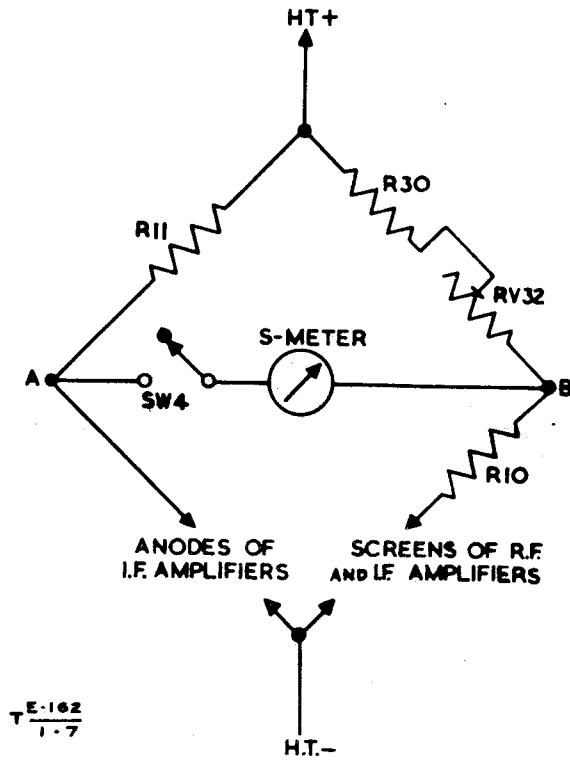 HT+
R30
R11
RV32
S-METER
A
B
SW4
R10
ANODES OF
I.F. AMPLIFIERS
SCREENS OF R.F.
AND I.F AMPLIFIERS
T E-162
1-7
H.T.-